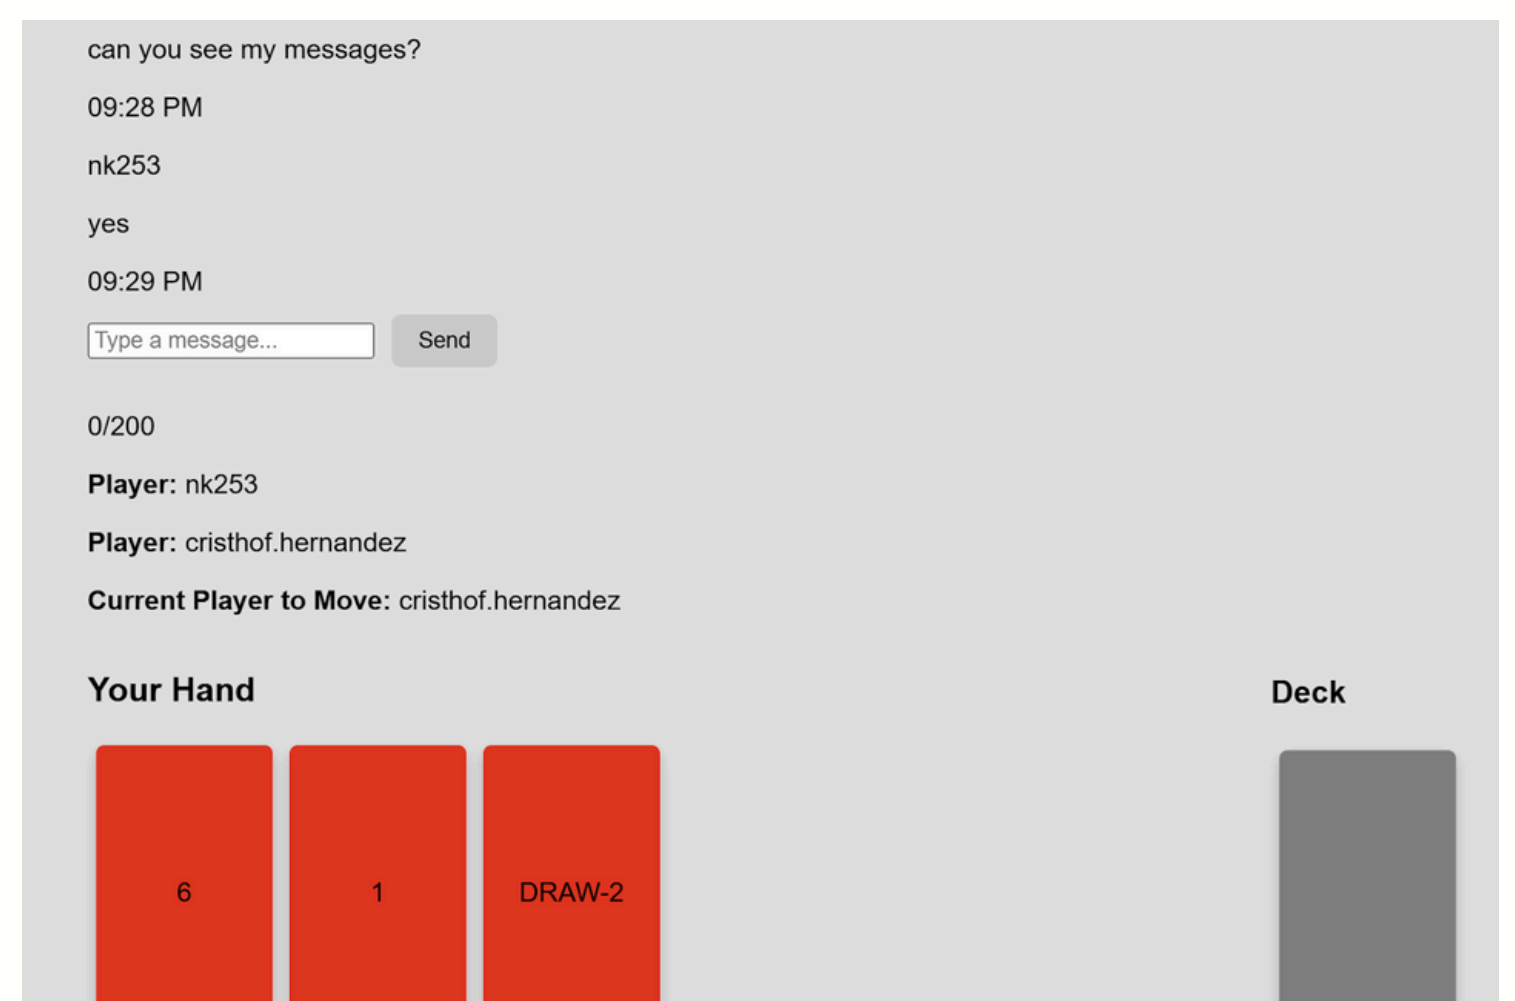 can you see my messages?
09:28 PM
nk253
yes
09:29 PM
Type a message... Send
0/200
Player: nk253
Player: cristhof.hernandez
Current Player to Move: cristhof.hernandez
Your Hand Deck
6 1 DRAW-2